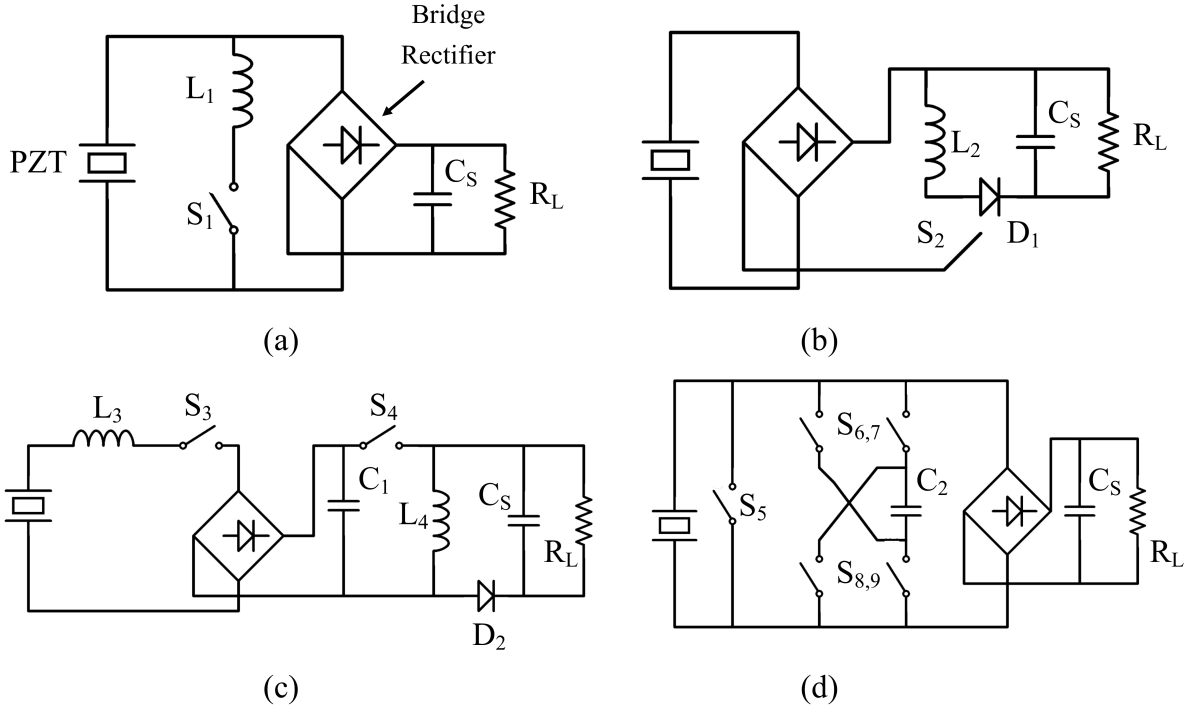 Bridge
Rectifier
PZT
L1
S1
CS
RL
(a)
L2
CS
RL
S2
D1
(b)
L3
S3
S4
C1
L4
CS
RL
D2
(c)
S5
S6,7
C2
S8,9
CS
RL
(d)